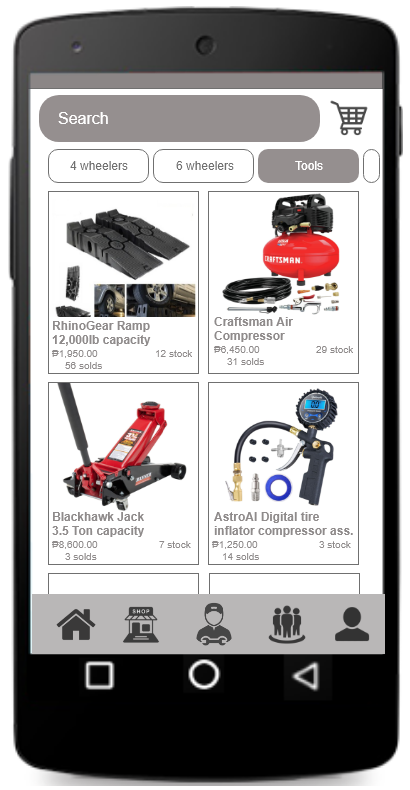 Search
4 wheelers
6 wheelers
Tools
CRAFTSMAN.
RhinoGear Ramp
12,000lb capacity
₱1,950.00
12 stock
56 solds
Craftsman Air
Compressor
₱6,450.00
29 stock
31 solds
Blackhawk Jack
3.5 Ton capacity
₱8,600.00
7 stock
3 solds
AstroAI Digital tire
inflator compressor ass.
₱1,250.00
3 stock
14 solds
SHOP